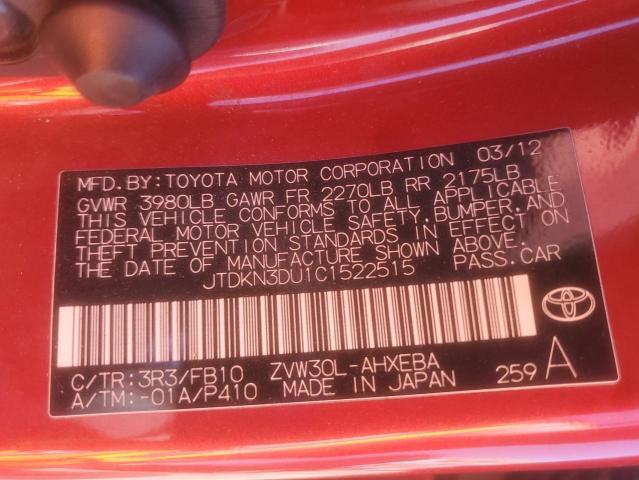 MFD. BY: TOYOTA MOTOR CORPORATION 03/12
GVWR 3980LB GAWR FR 2270LB RR 2175LB
THIS VEHICLE CONFORMS TO ALL APPLICABLE
FEDERAL MOTOR VEHICLE SAFETY, BUMPER, AND
THEFT PREVENTION STANDARDS IN EFFECT ON
THE DATE OF MANUFACTURE SHOWN ABOVE.
JTDKN3DU1C1522515 PASS. CAR
C/TR: 3R3/FB10 ZVW30L-AHXEBA
A/TM: -01A/P410 MADE IN JAPAN 259 A